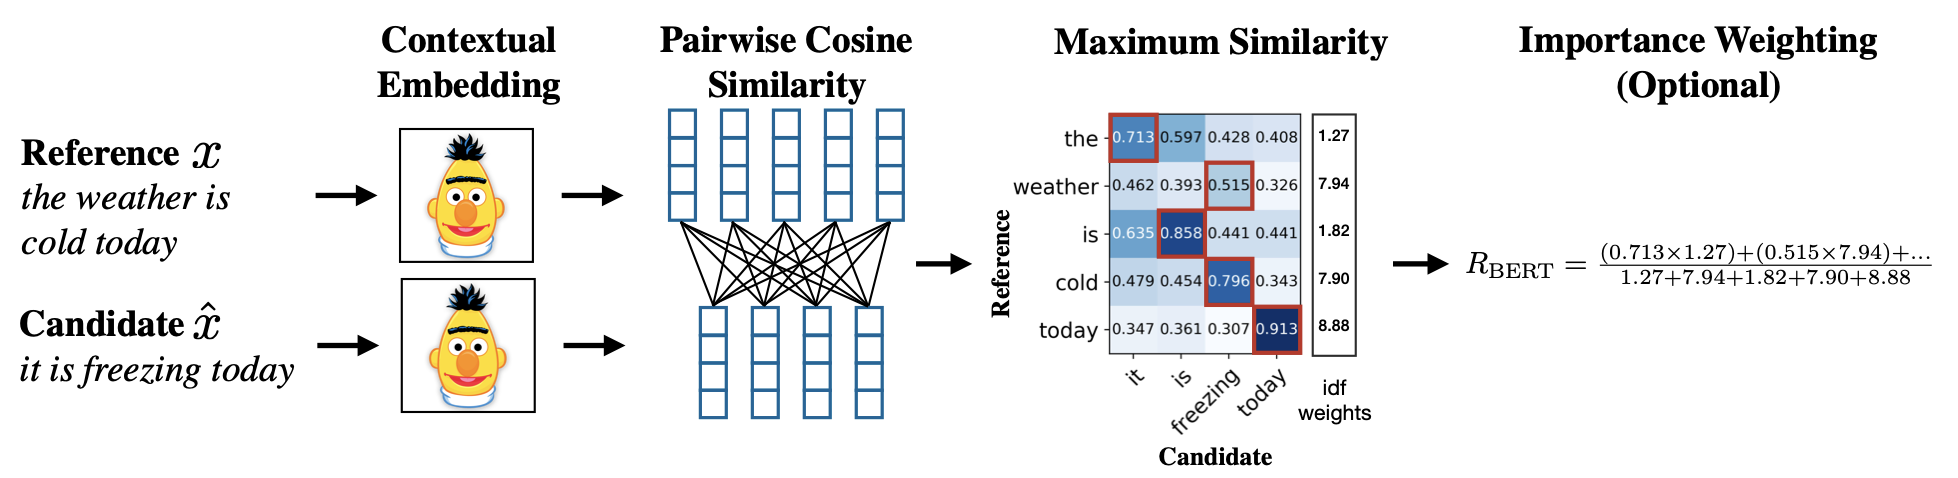 Contextual
Embedding
Pairwise Cosine
Similarity
Maximum Similarity
Importance Weighting
(Optional)
Reference x
the weather is
cold today
Candidate x̂
it is freezing today
Reference
the 0.713 0.597 0.428 0.408 1.27
weather 0.462 0.393 0.515 0.326 7.94
is 0.635 0.858 0.441 0.441 1.82
cold 0.479 0.454 0.796 0.343 7.90
today 0.347 0.361 0.307 0.913 8.88
it is freezing today
idf
weights
Candidate
R_BERT = (0.713×1.27)+(0.515×7.94)+...
1.27+7.94+1.82+7.90+8.88